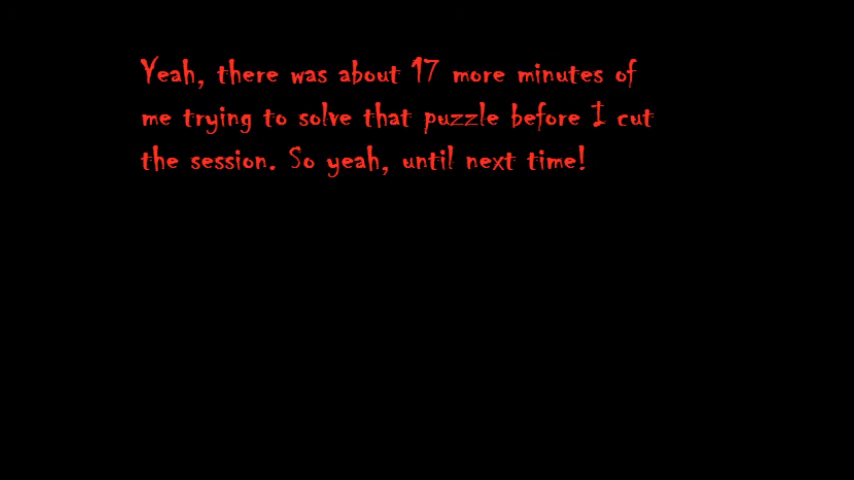 Yeah, there was about 17 more minutes of
me trying to solve that puzzle before I cut
the session. So yeah, until next time!